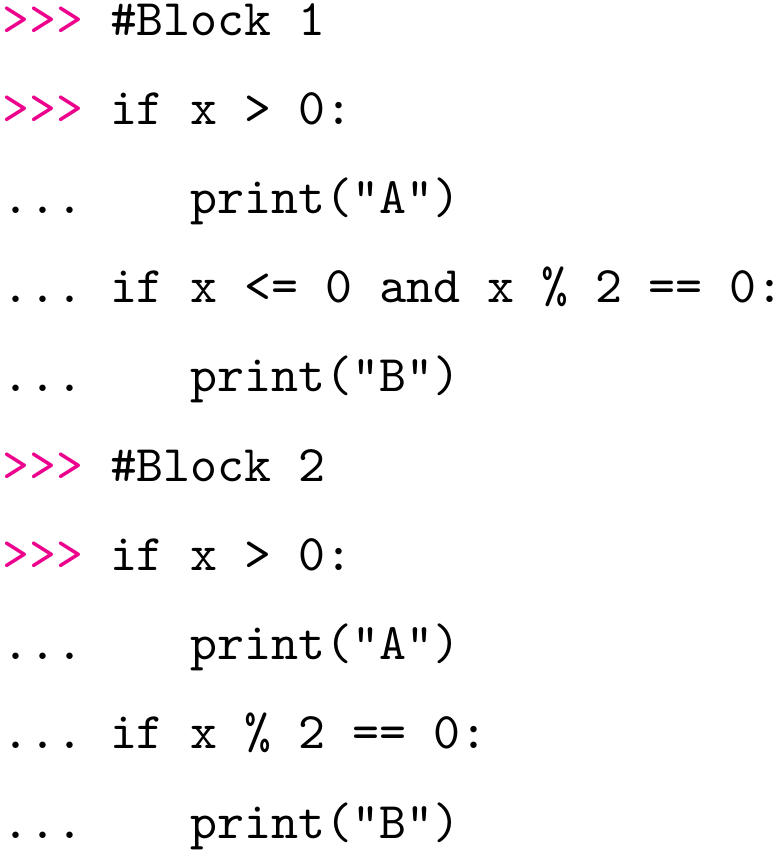 >>> #Block 1
>>> if x > 0:
...    print("A")
... if x <= 0 and x % 2 == 0:
...    print("B")
>>> #Block 2
>>> if x > 0:
...    print("A")
... if x % 2 == 0:
...    print("B")